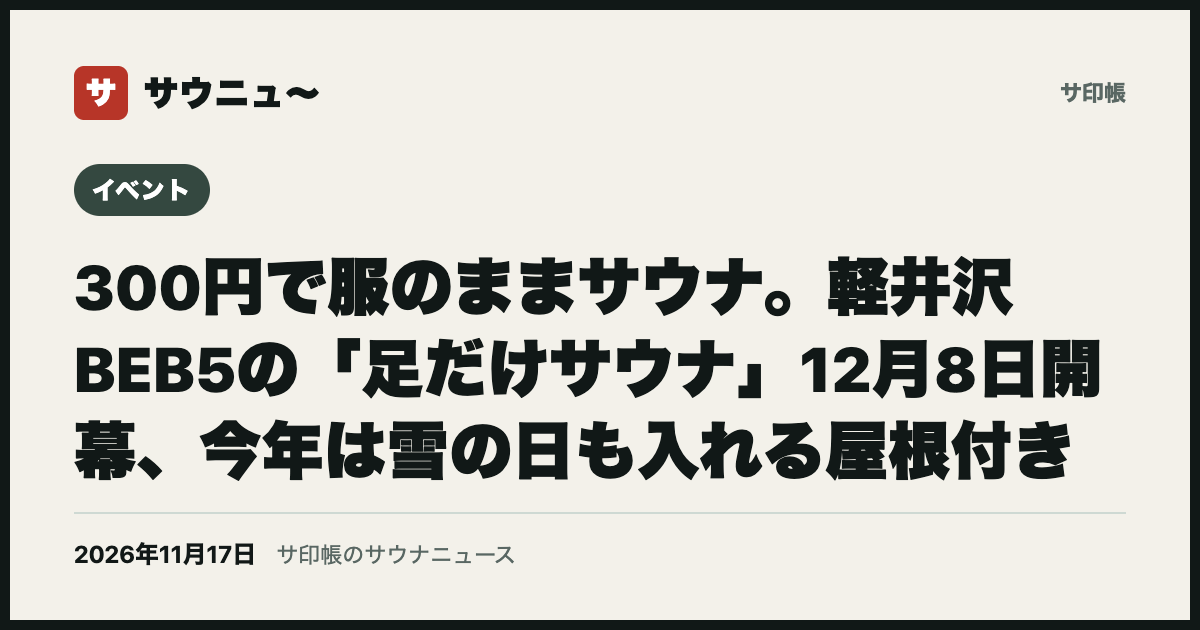 サ サウニュ〜
サ印帳
イベント
300円で服のままサウナ。軽井沢
BEB5の「足だけサウナ」12月8日開
幕、今年は雪の日も入れる屋根付き
2026年11月17日 サ印帳のサウナニュース